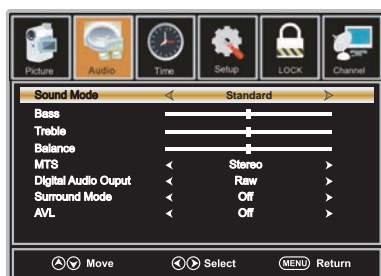 Picture Audio Time Setup LOCK Channel
Sound Mode Standard
Bass
Treble
Balance
MTS Stereo
Digital Audio Ouput Raw
Surround Mode Off
AVL Off
Move Select MENU Return